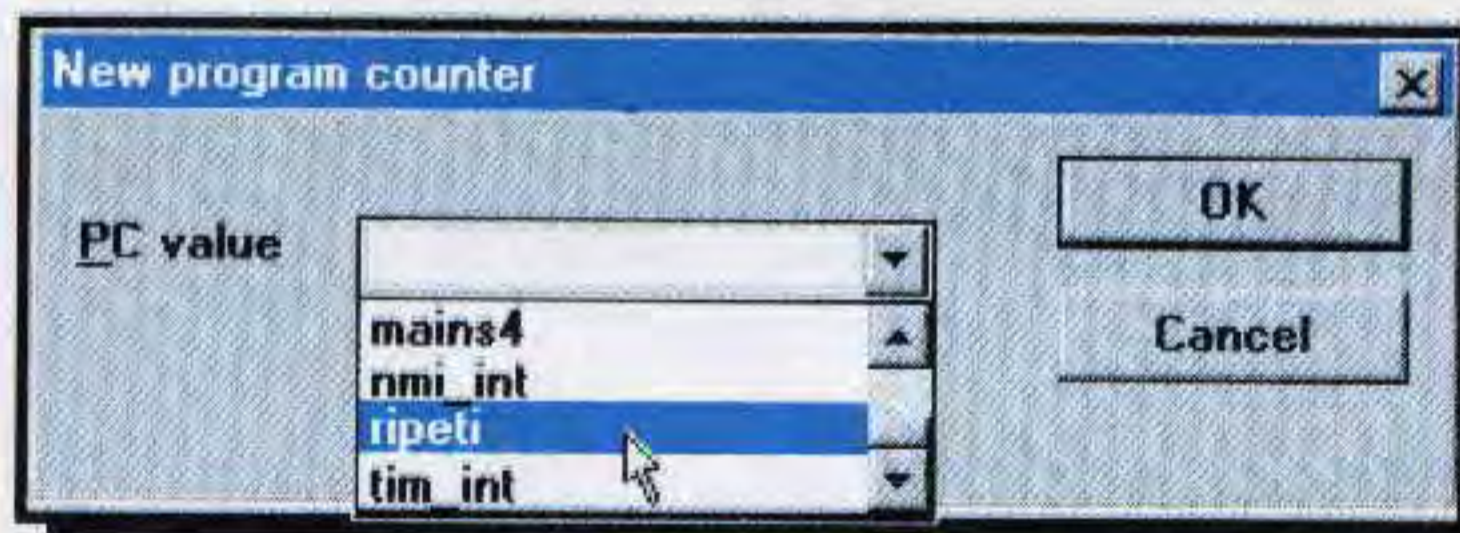 New program counter
PC value
OK
Cancel
mains4
nmi_int
ripeti
tim_int